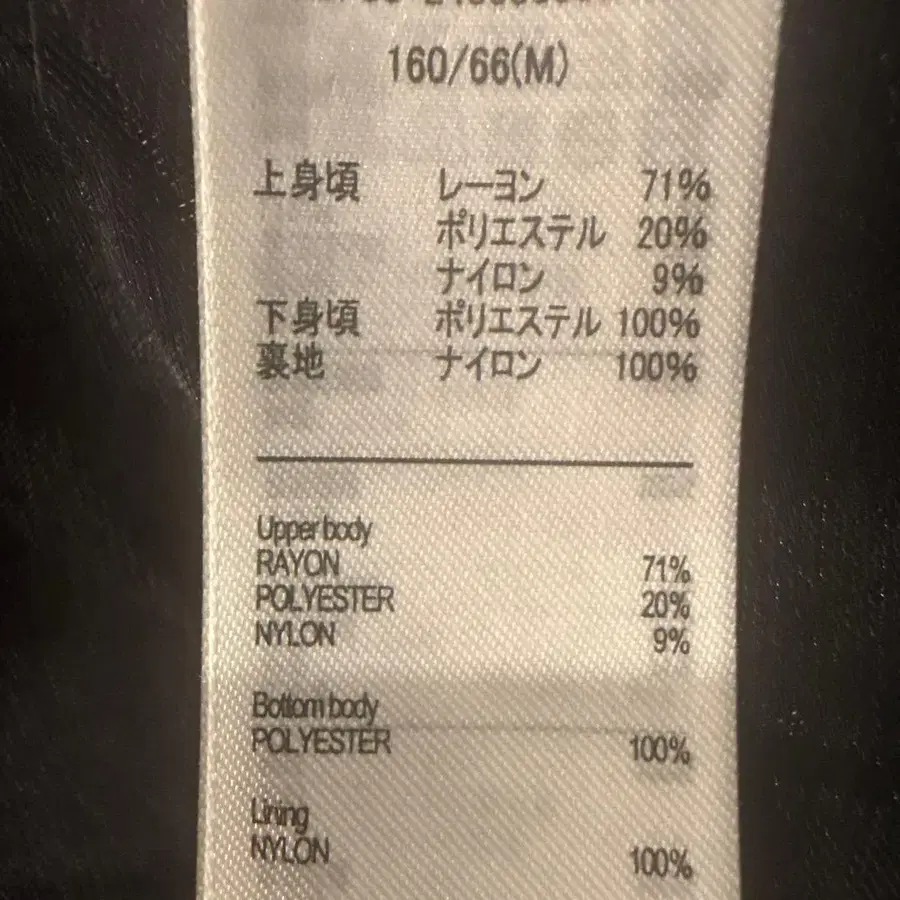 160/66(M)
上身頃 レーヨン 71%
ポリエステル 20%
ナイロン 9%
下身頃 ポリエステル 100%
裏地 ナイロン 100%
Upper body
RAYON 71%
POLYESTER 20%
NYLON 9%
Bottom body
POLYESTER 100%
Lining
NYLON 100%